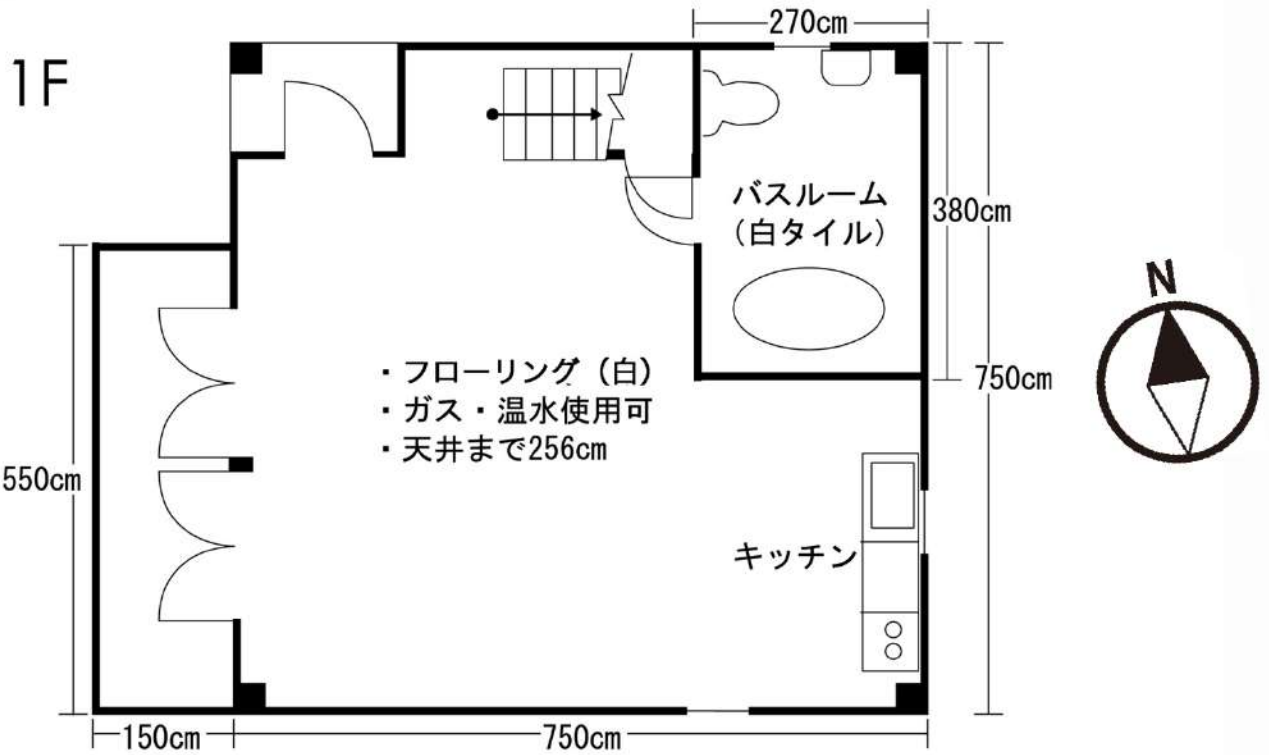 270cm
1F
N
バスルーム
（白タイル）
380cm
・フローリング（白）
・ガス・温水使用可
・天井まで256cm
750cm
550cm
キッチン
150cm
750cm